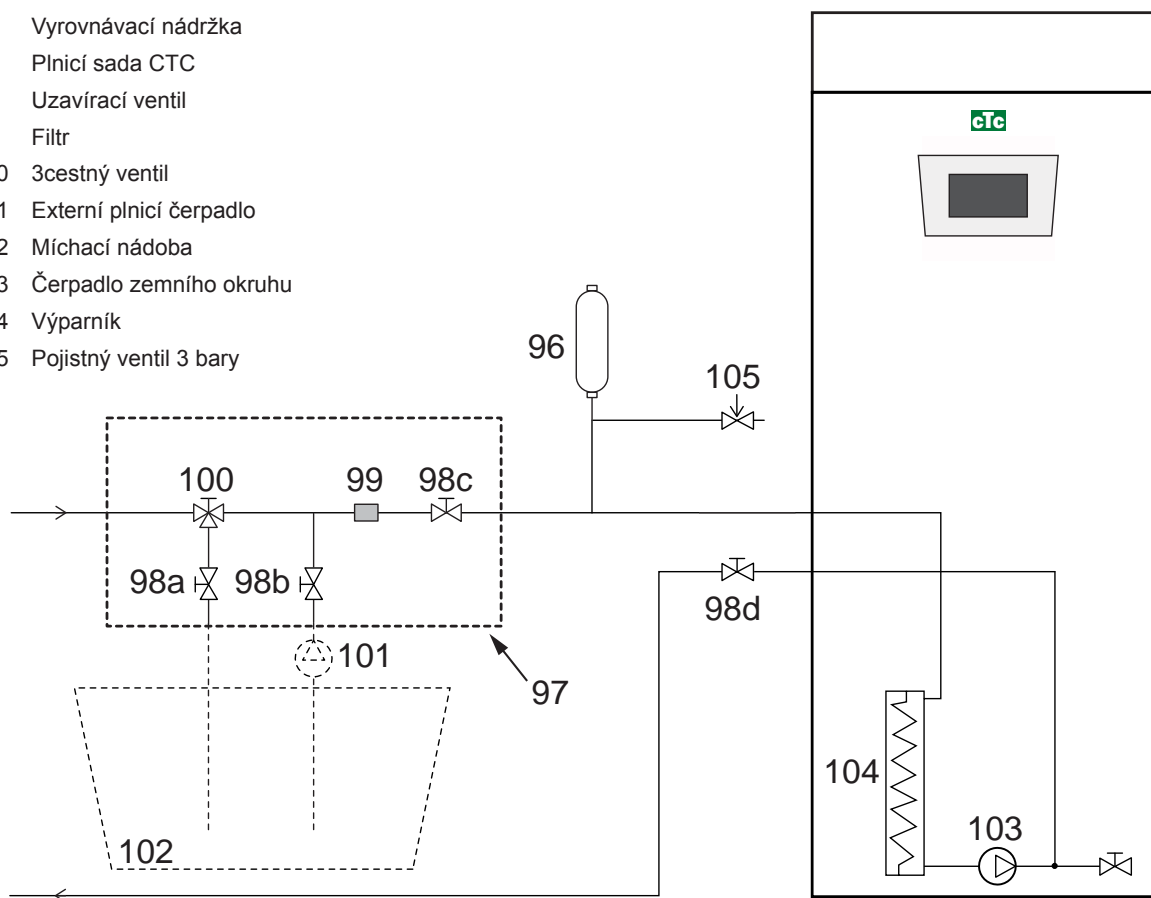 Vyrovnávací nádržka
Plnicí sada CTC
Uzavírací ventil
Filtr
0 3cestný ventil
1 Externí plnicí čerpadlo
2 Míchací nádoba
3 Čerpadlo zemního okruhu
4 Výparník
5 Pojistný ventil 3 bary
cTc
96
105
100
99
98c
98a
98b
98d
101
97
104
103
102